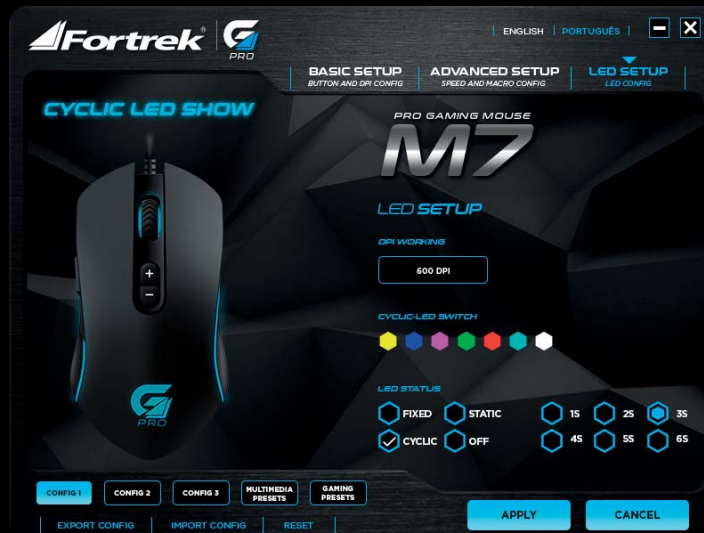 Fortrek G PRO
ENGLISH | PORTUGUÊS
BASIC SETUP
BUTTON AND DPI CONFIG
ADVANCED SETUP
SPEED AND MACRO CONFIG
LED SETUP
LED CONFIG
CYCLIC LED SHOW
PRO GAMING MOUSE
M7
LED SETUP
DPI WORKING
600 DPI
CYCLIC-LED SWITCH
LED STATUS
FIXED STATIC 1S 2S 3S
CYCLIC OFF 4S 5S 6S
+
-
G
PRO
CONFIG 1
CONFIG 2
CONFIG 3
MULTIMEDIA
PRESETS
GAMING
PRESETS
EXPORT CONFIG | IMPORT CONFIG | RESET
APPLY
CANCEL